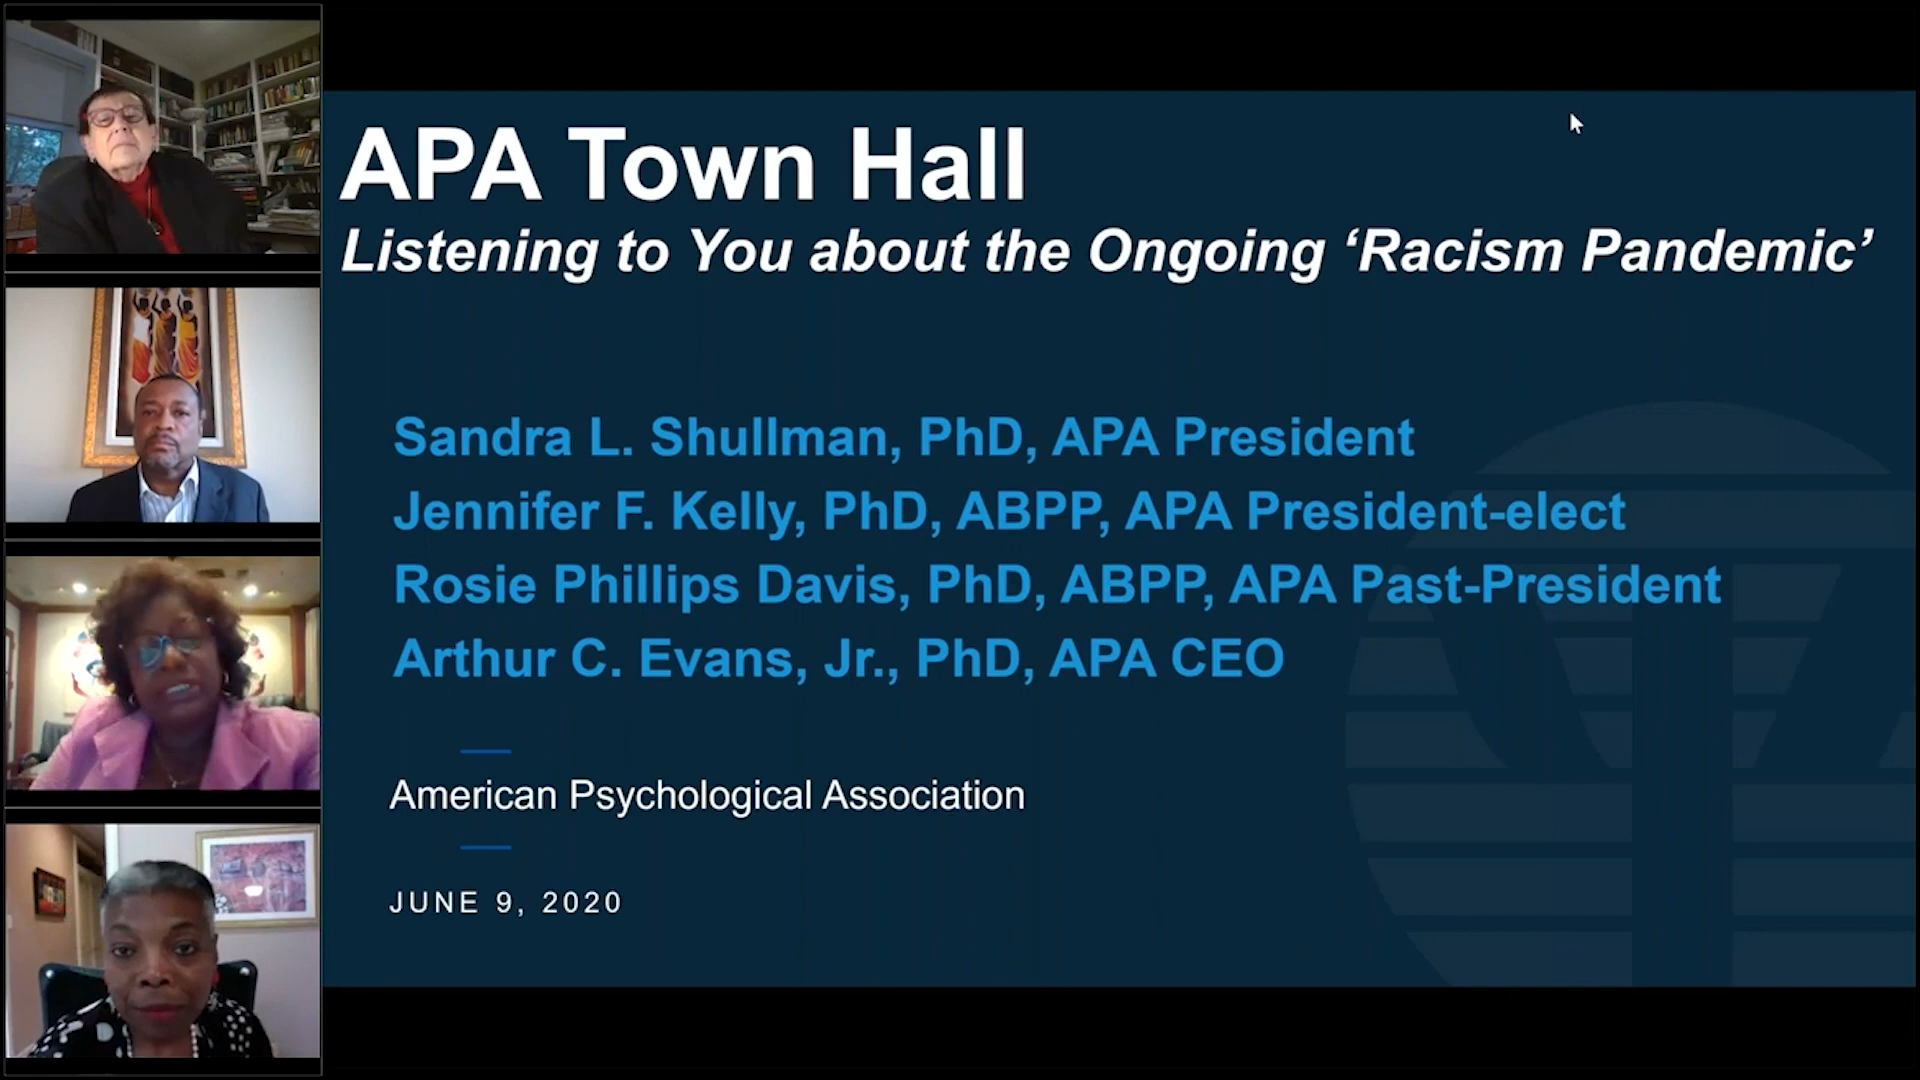 APA Town Hall
Listening to You about the Ongoing ‘Racism Pandemic’
Sandra L. Shullman, PhD, APA President
Jennifer F. Kelly, PhD, ABPP, APA President-elect
Rosie Phillips Davis, PhD, ABPP, APA Past-President
Arthur C. Evans, Jr., PhD, APA CEO
American Psychological Association
JUNE 9, 2020